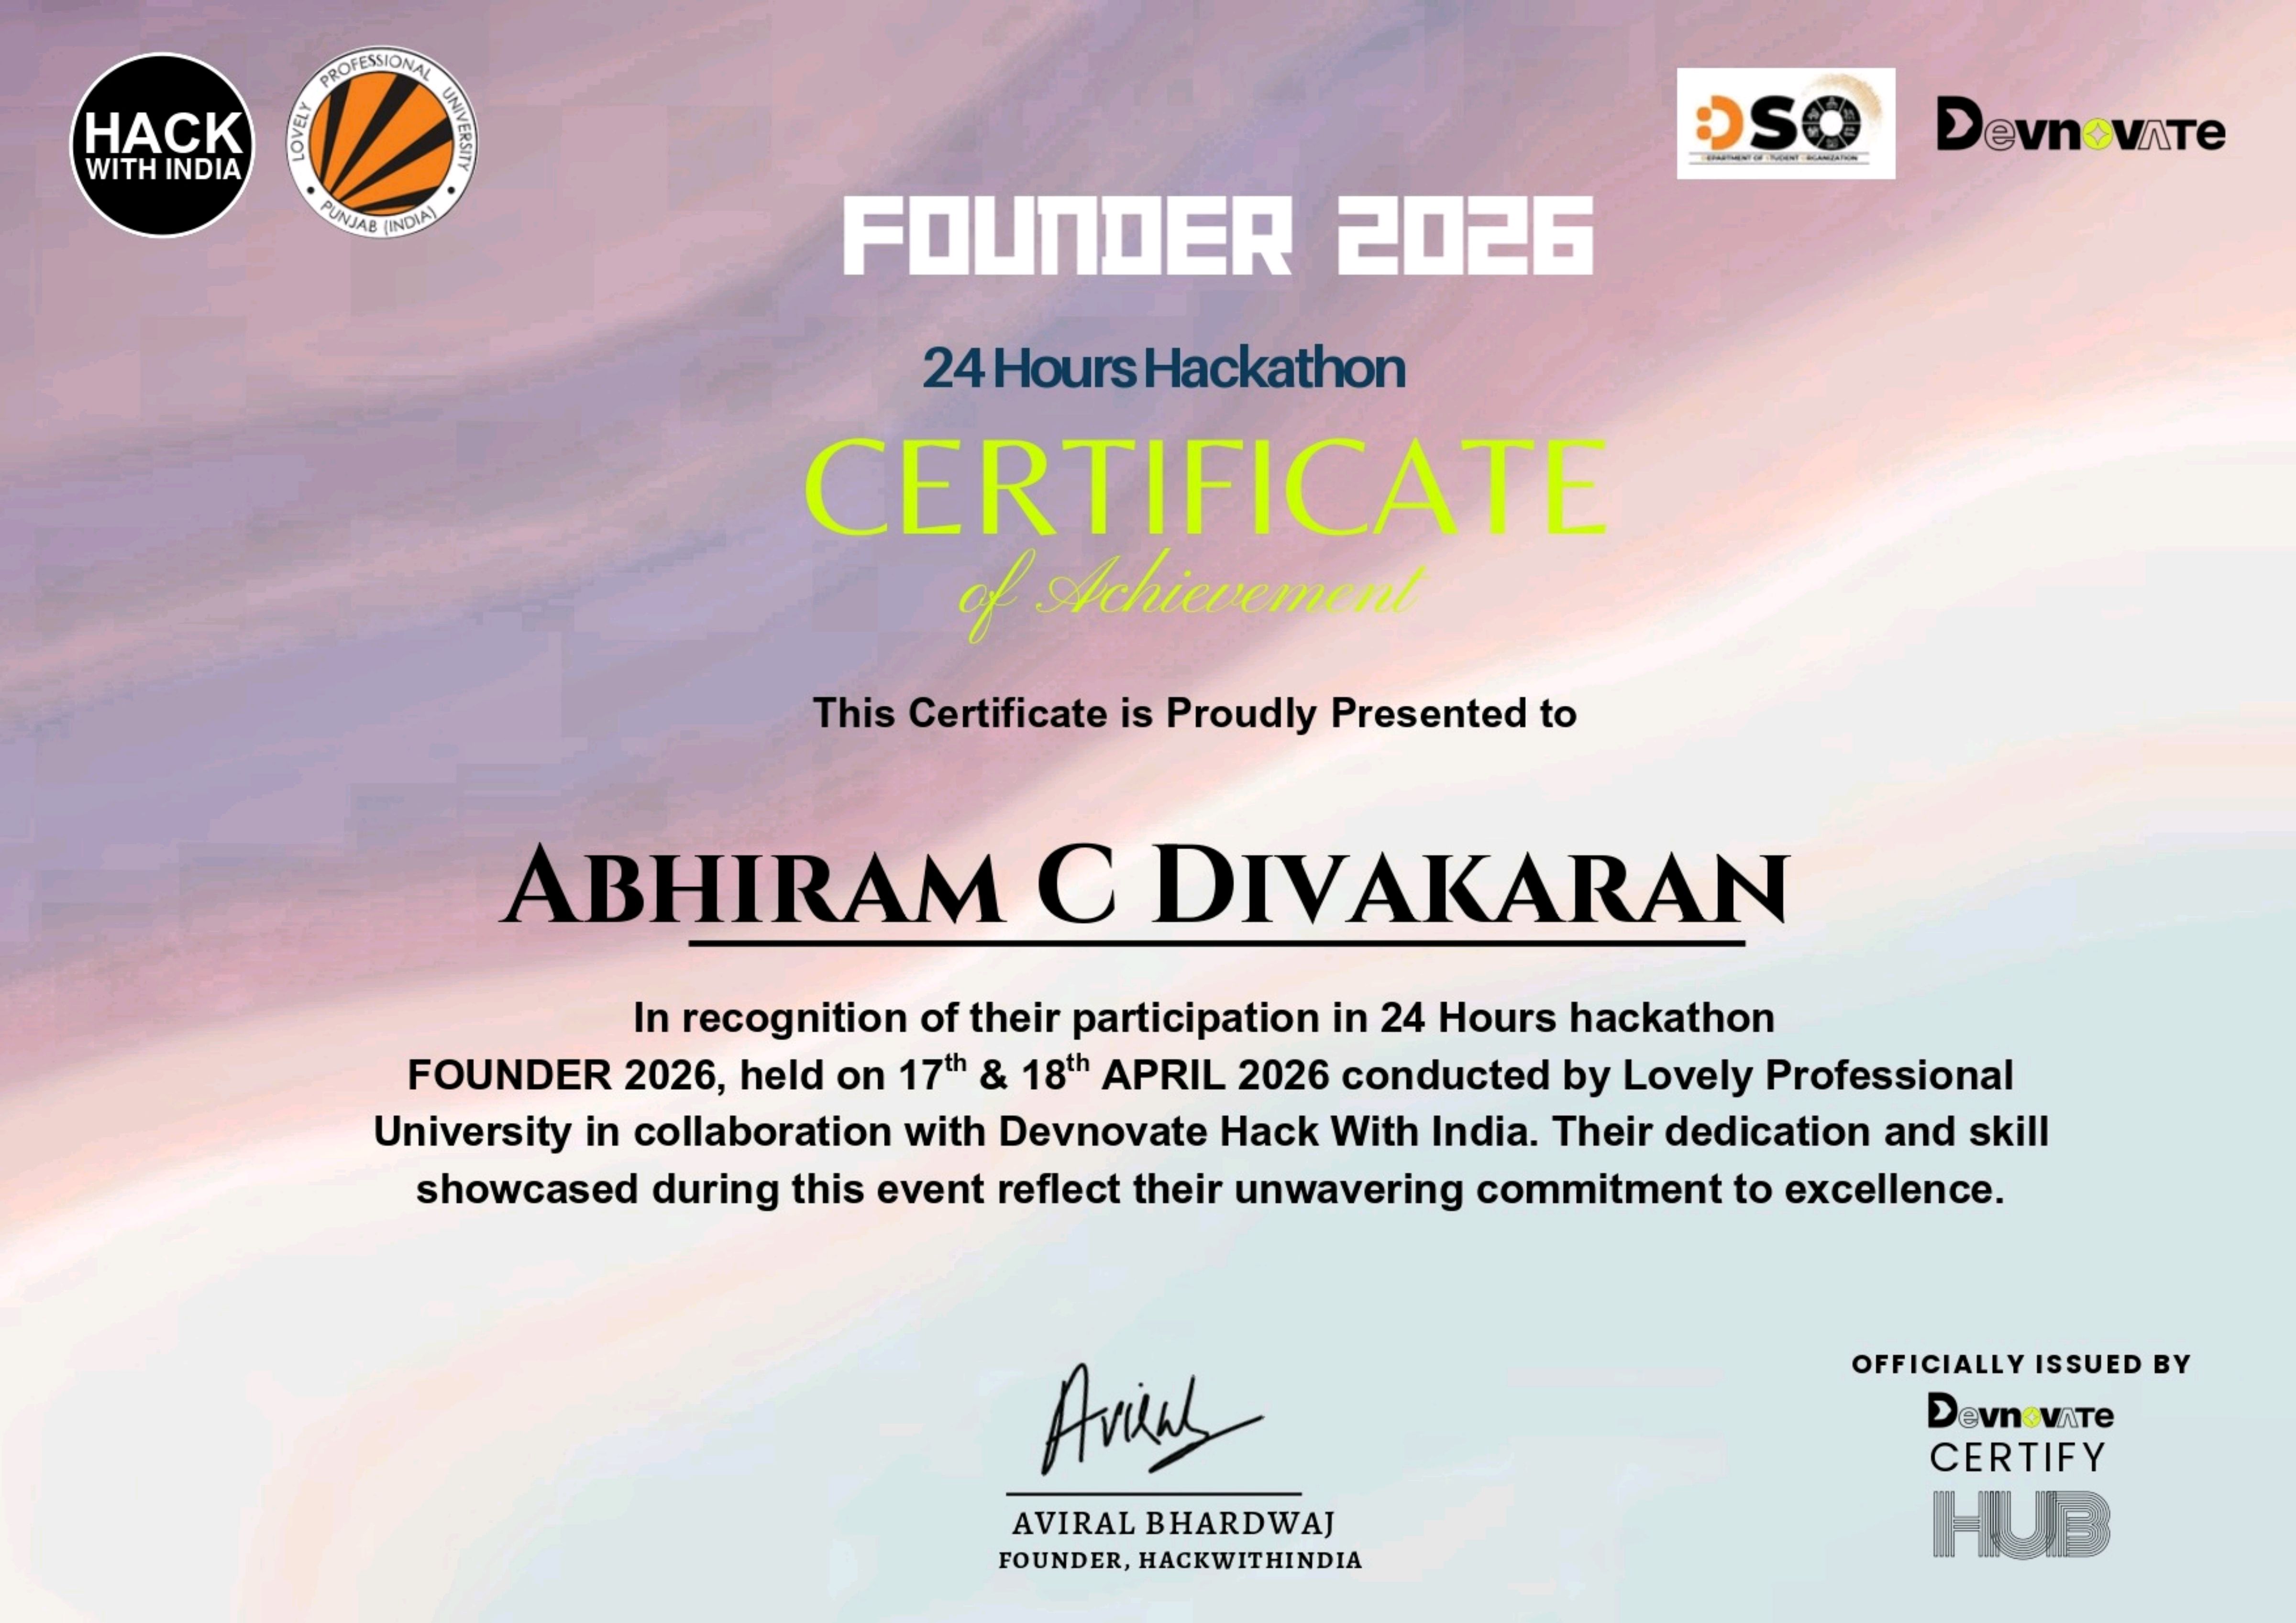 HACK
WITH INDIA
LOVELY PROFESSIONAL UNIVERSITY
PUNJAB (INDIA)
DSO
DEPARTMENT OF STUDENT ORGANIZATION
Devnovate
FOUNDER 2026
24 Hours Hackathon
CERTIFICATE
of Achievement
This Certificate is Proudly Presented to
ABHIRAM C DIVAKARAN
In recognition of their participation in 24 Hours hackathon
FOUNDER 2026, held on 17th & 18th APRIL 2026 conducted by Lovely Professional
University in collaboration with Devnovate Hack With India. Their dedication and skill
showcased during this event reflect their unwavering commitment to excellence.
Aviral
AVIRAL BHARDWAJ
FOUNDER, HACKWITHINDIA
OFFICIALLY ISSUED BY
Devnovate
CERTIFY
HUB